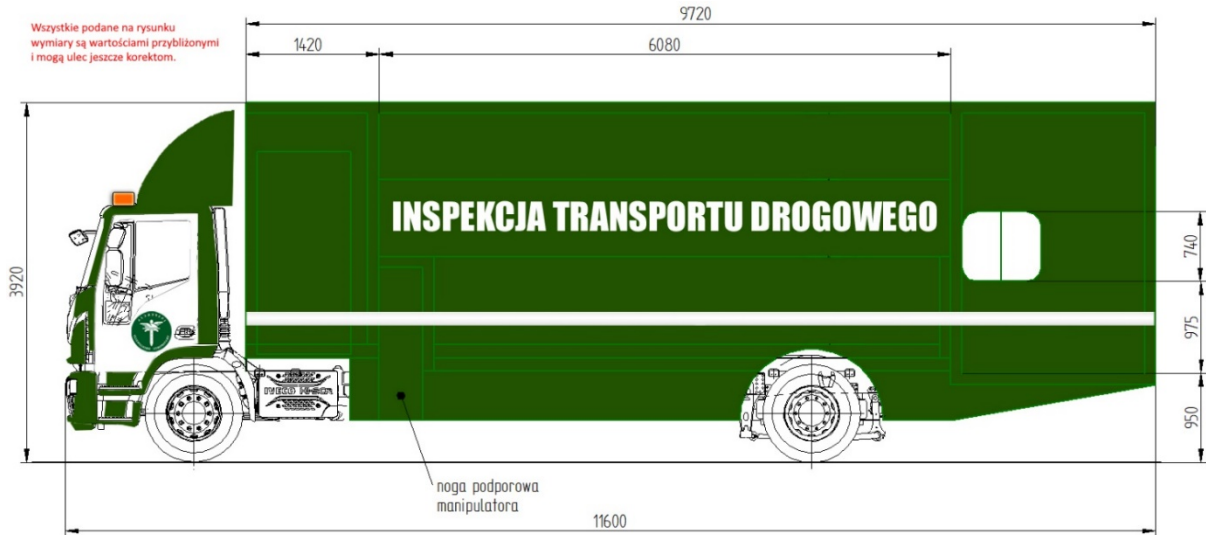 Wszystkie podane na rysunku
wymiary są wartościami przybliżonymi
i mogą ulec jeszcze korektom.
9720
1420
6080
3920
INSPEKCJA TRANSPORTU DROGOWEGO
740
975
950
IVECO
noga podporowa
manipulatora
11600